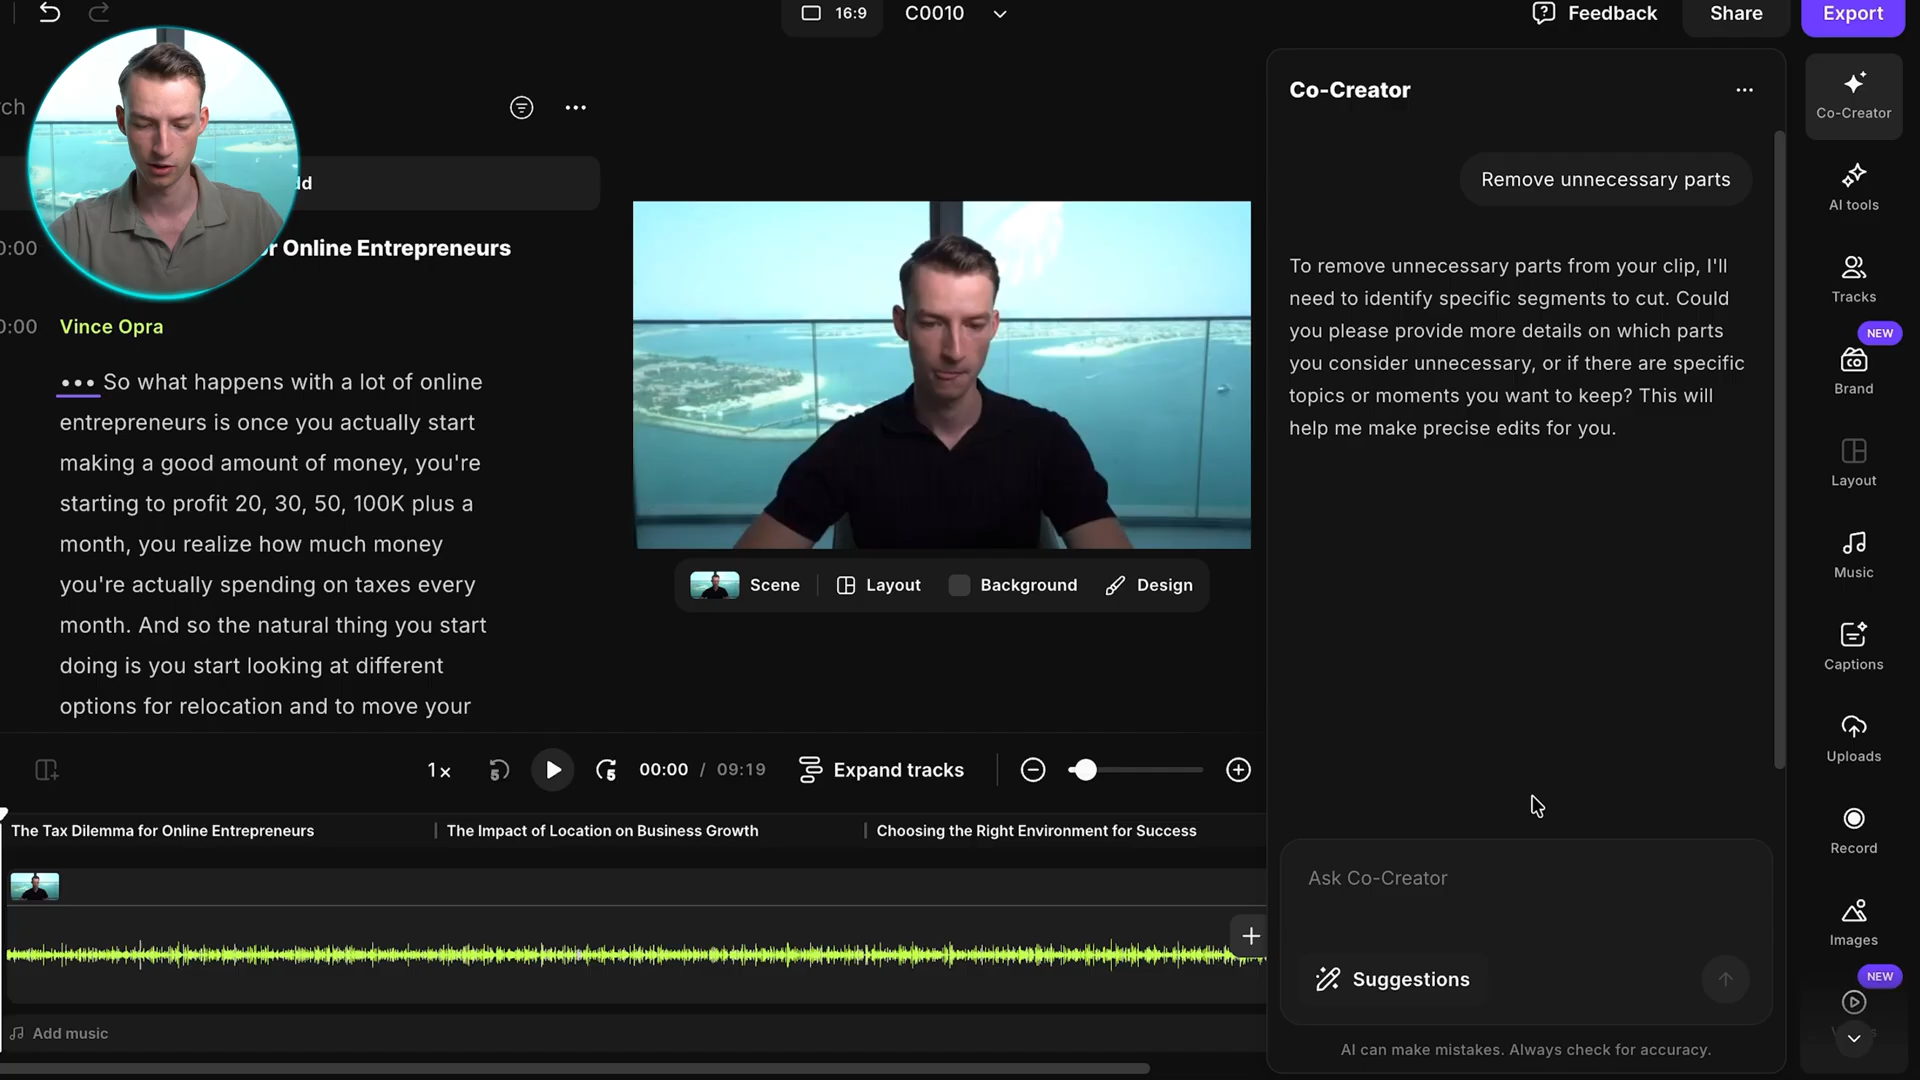 16:9
C0010
Feedback
Share
Export
rch
dd
0:00
r Online Entrepreneurs
0:00
Vince Opra
••• So what happens with a lot of online
entrepreneurs is once you actually start
making a good amount of money, you're
starting to profit 20, 30, 50, 100K plus a
month, you realize how much money
you're actually spending on taxes every
month. And so the natural thing you start
doing is you start looking at different
options for relocation and to move your
Scene
Layout
Background
Design
Co-Creator
Remove unnecessary parts
To remove unnecessary parts from your clip, I'll
need to identify specific segments to cut. Could
you please provide more details on which parts
you consider unnecessary, or if there are specific
topics or moments you want to keep? This will
help me make precise edits for you.
Ask Co-Creator
Suggestions
AI can make mistakes. Always check for accuracy.
Co-Creator
AI tools
Tracks
NEW
Brand
Layout
Music
Captions
Uploads
Record
Images
NEW
1×
5
5
00:00 / 09:19
Expand tracks
The Tax Dilemma for Online Entrepreneurs
The Impact of Location on Business Growth
Choosing the Right Environment for Success
Add music